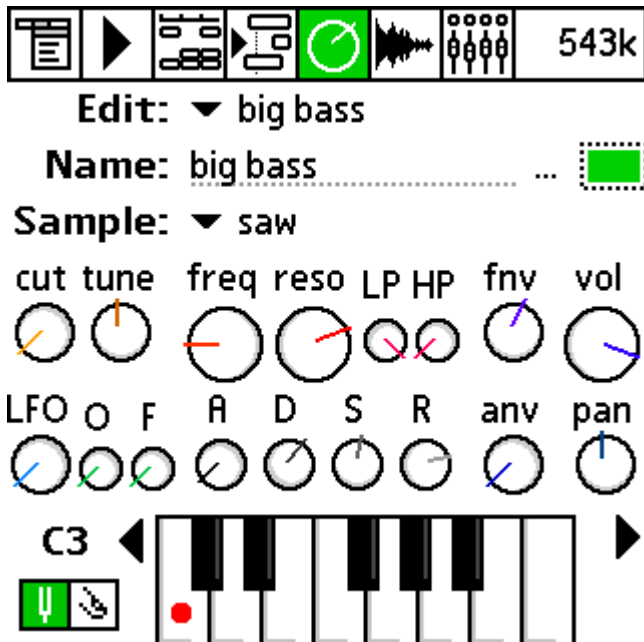 543k
Edit: big bass
Name: big bass ...
Sample: saw
cut tune freq reso LP HP fnv vol
LFO O F A D S R anv pan
C3